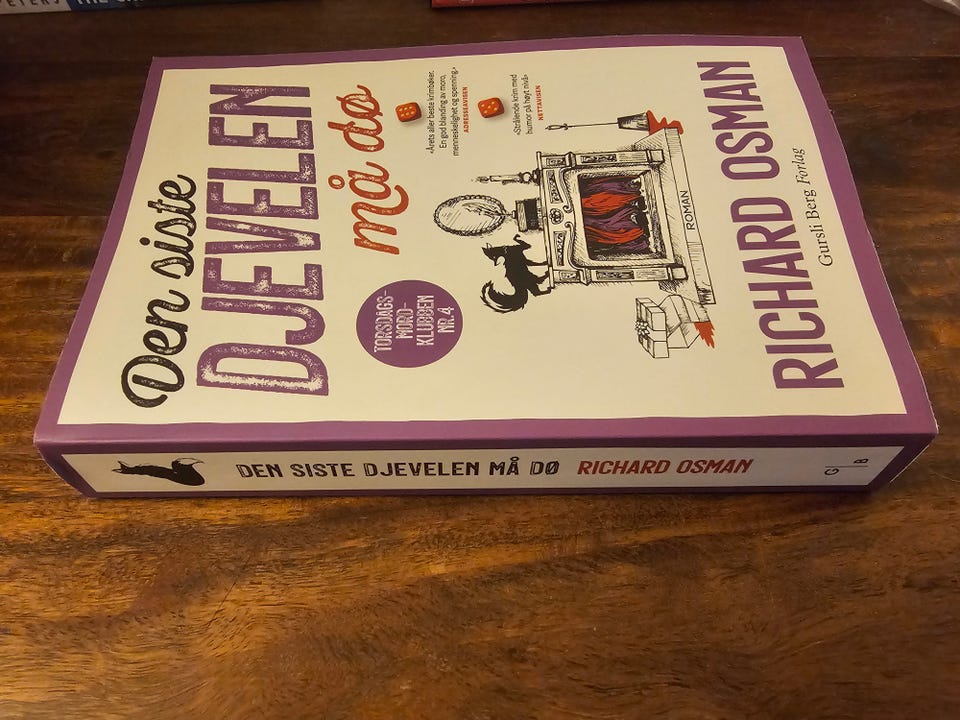 Den siste
DJEVELEN
må dø
«Årets aller beste krimbøker.
En god blanding av moro,
menneskelighet og spenning.»
ADRESSEAVISEN
«Strålende krim med
humor på høyt nivå»
NETTAVISEN
TORSDAGS-
MORD-
KLUBBEN
NR. 4
ROMAN
RICHARD OSMAN
Gursli Berg Forlag
DEN SISTE DJEVELEN MÅ DØ RICHARD OSMAN
G B